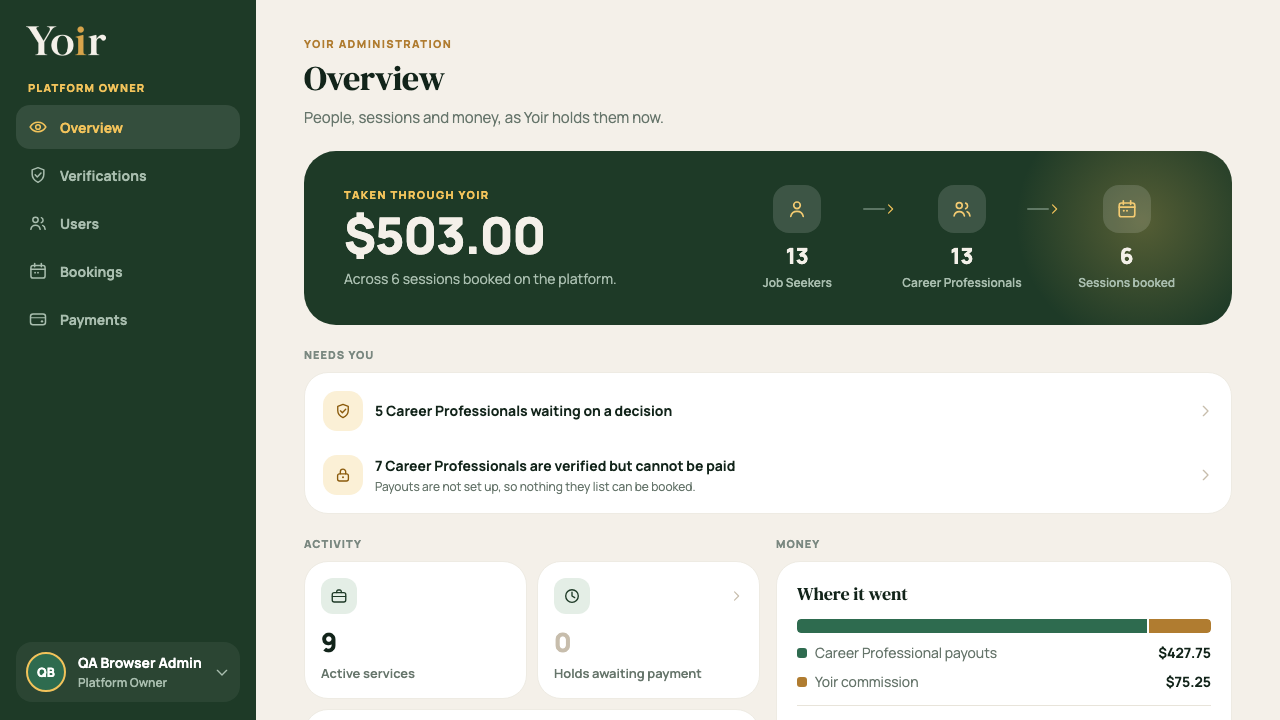 Yoir
PLATFORM OWNER
Overview
Verifications
Users
Bookings
Payments
QB
QA Browser Admin
Platform Owner
YOIR ADMINISTRATION
Overview
People, sessions and money, as Yoir holds them now.
TAKEN THROUGH YOIR
$503.00
Across 6 sessions booked on the platform.
13
Job Seekers
13
Career Professionals
6
Sessions booked
NEEDS YOU
5 Career Professionals waiting on a decision
7 Career Professionals are verified but cannot be paid
Payouts are not set up, so nothing they list can be booked.
ACTIVITY
9
Active services
0
Holds awaiting payment
MONEY
Where it went
Career Professional payouts $427.75
Yoir commission $75.25